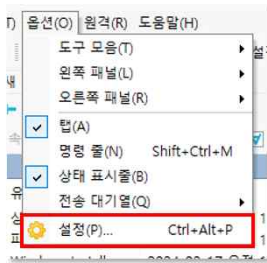 옵션(O) 원격(R) 도움말(H)
도구 모음(T)
왼쪽 패널(L)
오른쪽 패널(R)
탭(A)
명령 줄(N) Shift+Ctrl+M
상태 표시줄(B)
전송 대기열(Q)
설정(P)... Ctrl+Alt+P